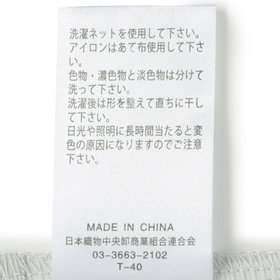 洗濯ネットを使用して下さい。
アイロンはあて布使用して下さ
い。
色物・濃色物と淡色物は分けて
洗って下さい。
洗濯後は形を整えて直ちに干し
て下さい。
日光や照明に長時間当たると変
色の原因になりますのでご注意
下さい。
MADE IN CHINA
日本織物中央卸商業組合連合会
03-3663-2102
T-40